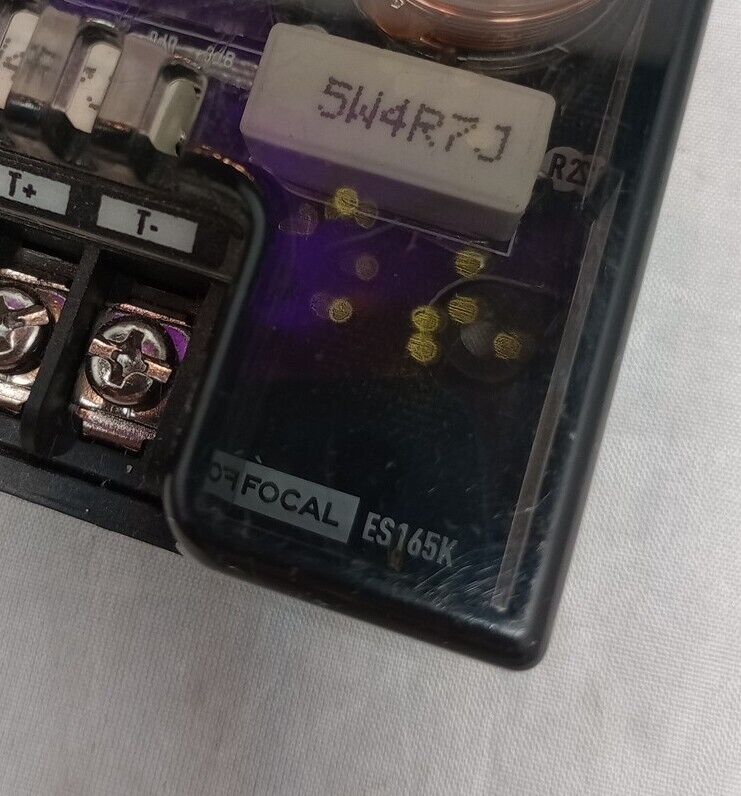 5W4R7J
T+
T-
FOCAL
ES165K